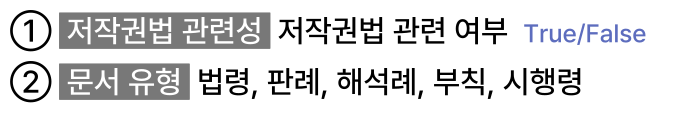 ① 저작권법 관련성 저작권법 관련 여부 True/False
② 문서 유형 법령, 판례, 해석례, 부칙, 시행령